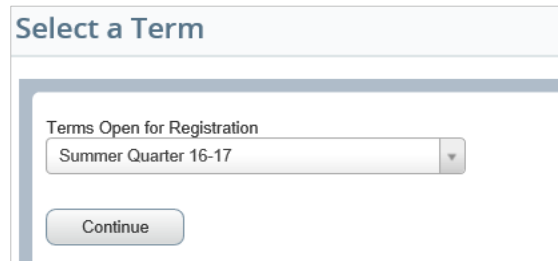 Select a Term
Terms Open for Registration
Summer Quarter 16-17
Continue